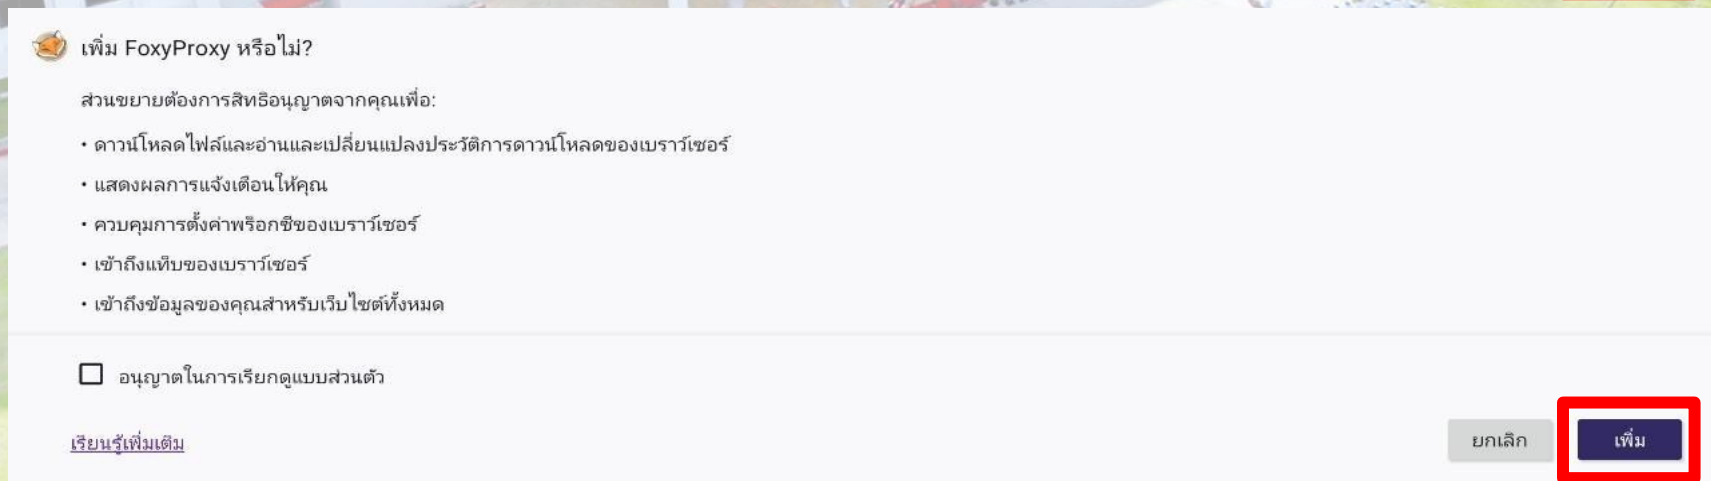 เพิ่ม FoxyProxy หรือไม่?
ส่วนขยายต้องการสิทธิอนุญาตจากคุณเพื่อ:
• ดาวน์โหลดไฟล์และอ่านและเปลี่ยนแปลงประวัติการดาวน์โหลดของเบราว์เซอร์
• แสดงผลการแจ้งเตือนให้คุณ
• ควบคุมการตั้งค่าพร็อกซีของเบราว์เซอร์
• เข้าถึงแท็บของเบราว์เซอร์
• เข้าถึงข้อมูลของคุณสำหรับเว็บไซต์ทั้งหมด
อนุญาตในการเรียกดูแบบส่วนตัว
เรียนรู้เพิ่มเติม
ยกเลิก
เพิ่ม